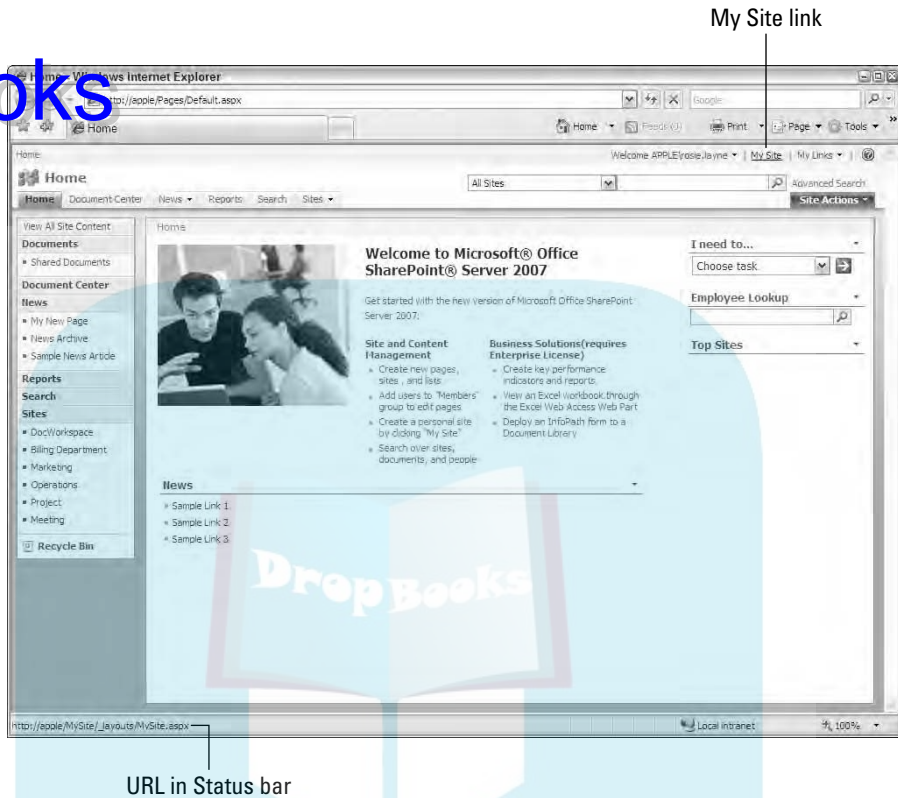 My Site link
oks
Home - Windows Internet Explorer
http://apple/Pages/Default.aspx
Google
Home
Home
Feeds (J)
Print
Page
Tools
Home
Welcome APPLE\rosie.layne
My Site
My Links
Home
All Sites
Advanced Search
Home
Document Center
News
Reports
Search
Sites
Site Actions
View All Site Content
Documents
Shared Documents
Document Center
News
My New Page
News Archive
Sample News Article
Reports
Search
Sites
DocWorkspace
Billing Department
Marketing
Operations
Project
Meeting
Recycle Bin
Home
Welcome to Microsoft® Office
SharePoint® Server 2007
Get started with the new version of Microsoft Office SharePoint
Server 2007:
Site and Content
Management
Create new pages,
sites , and lists
Add users to "Members"
group to edit pages
Create a personal site
by clicking "My Site"
Search over sites,
documents, and people
Business Solutions(requires
Enterprise License)
Create key performance
indicators and reports
View an Excel workbook through
the Excel Web Access Web Part
Deploy an InfoPath form to a
Document Library
News
Sample Link 1
Sample Link 2
Sample Link 3
I need to...
Choose task
Employee Lookup
Top Sites
DropBooks
http://apple/MySite/_layouts/MySite.aspx
Local intranet
100%
URL in Status bar